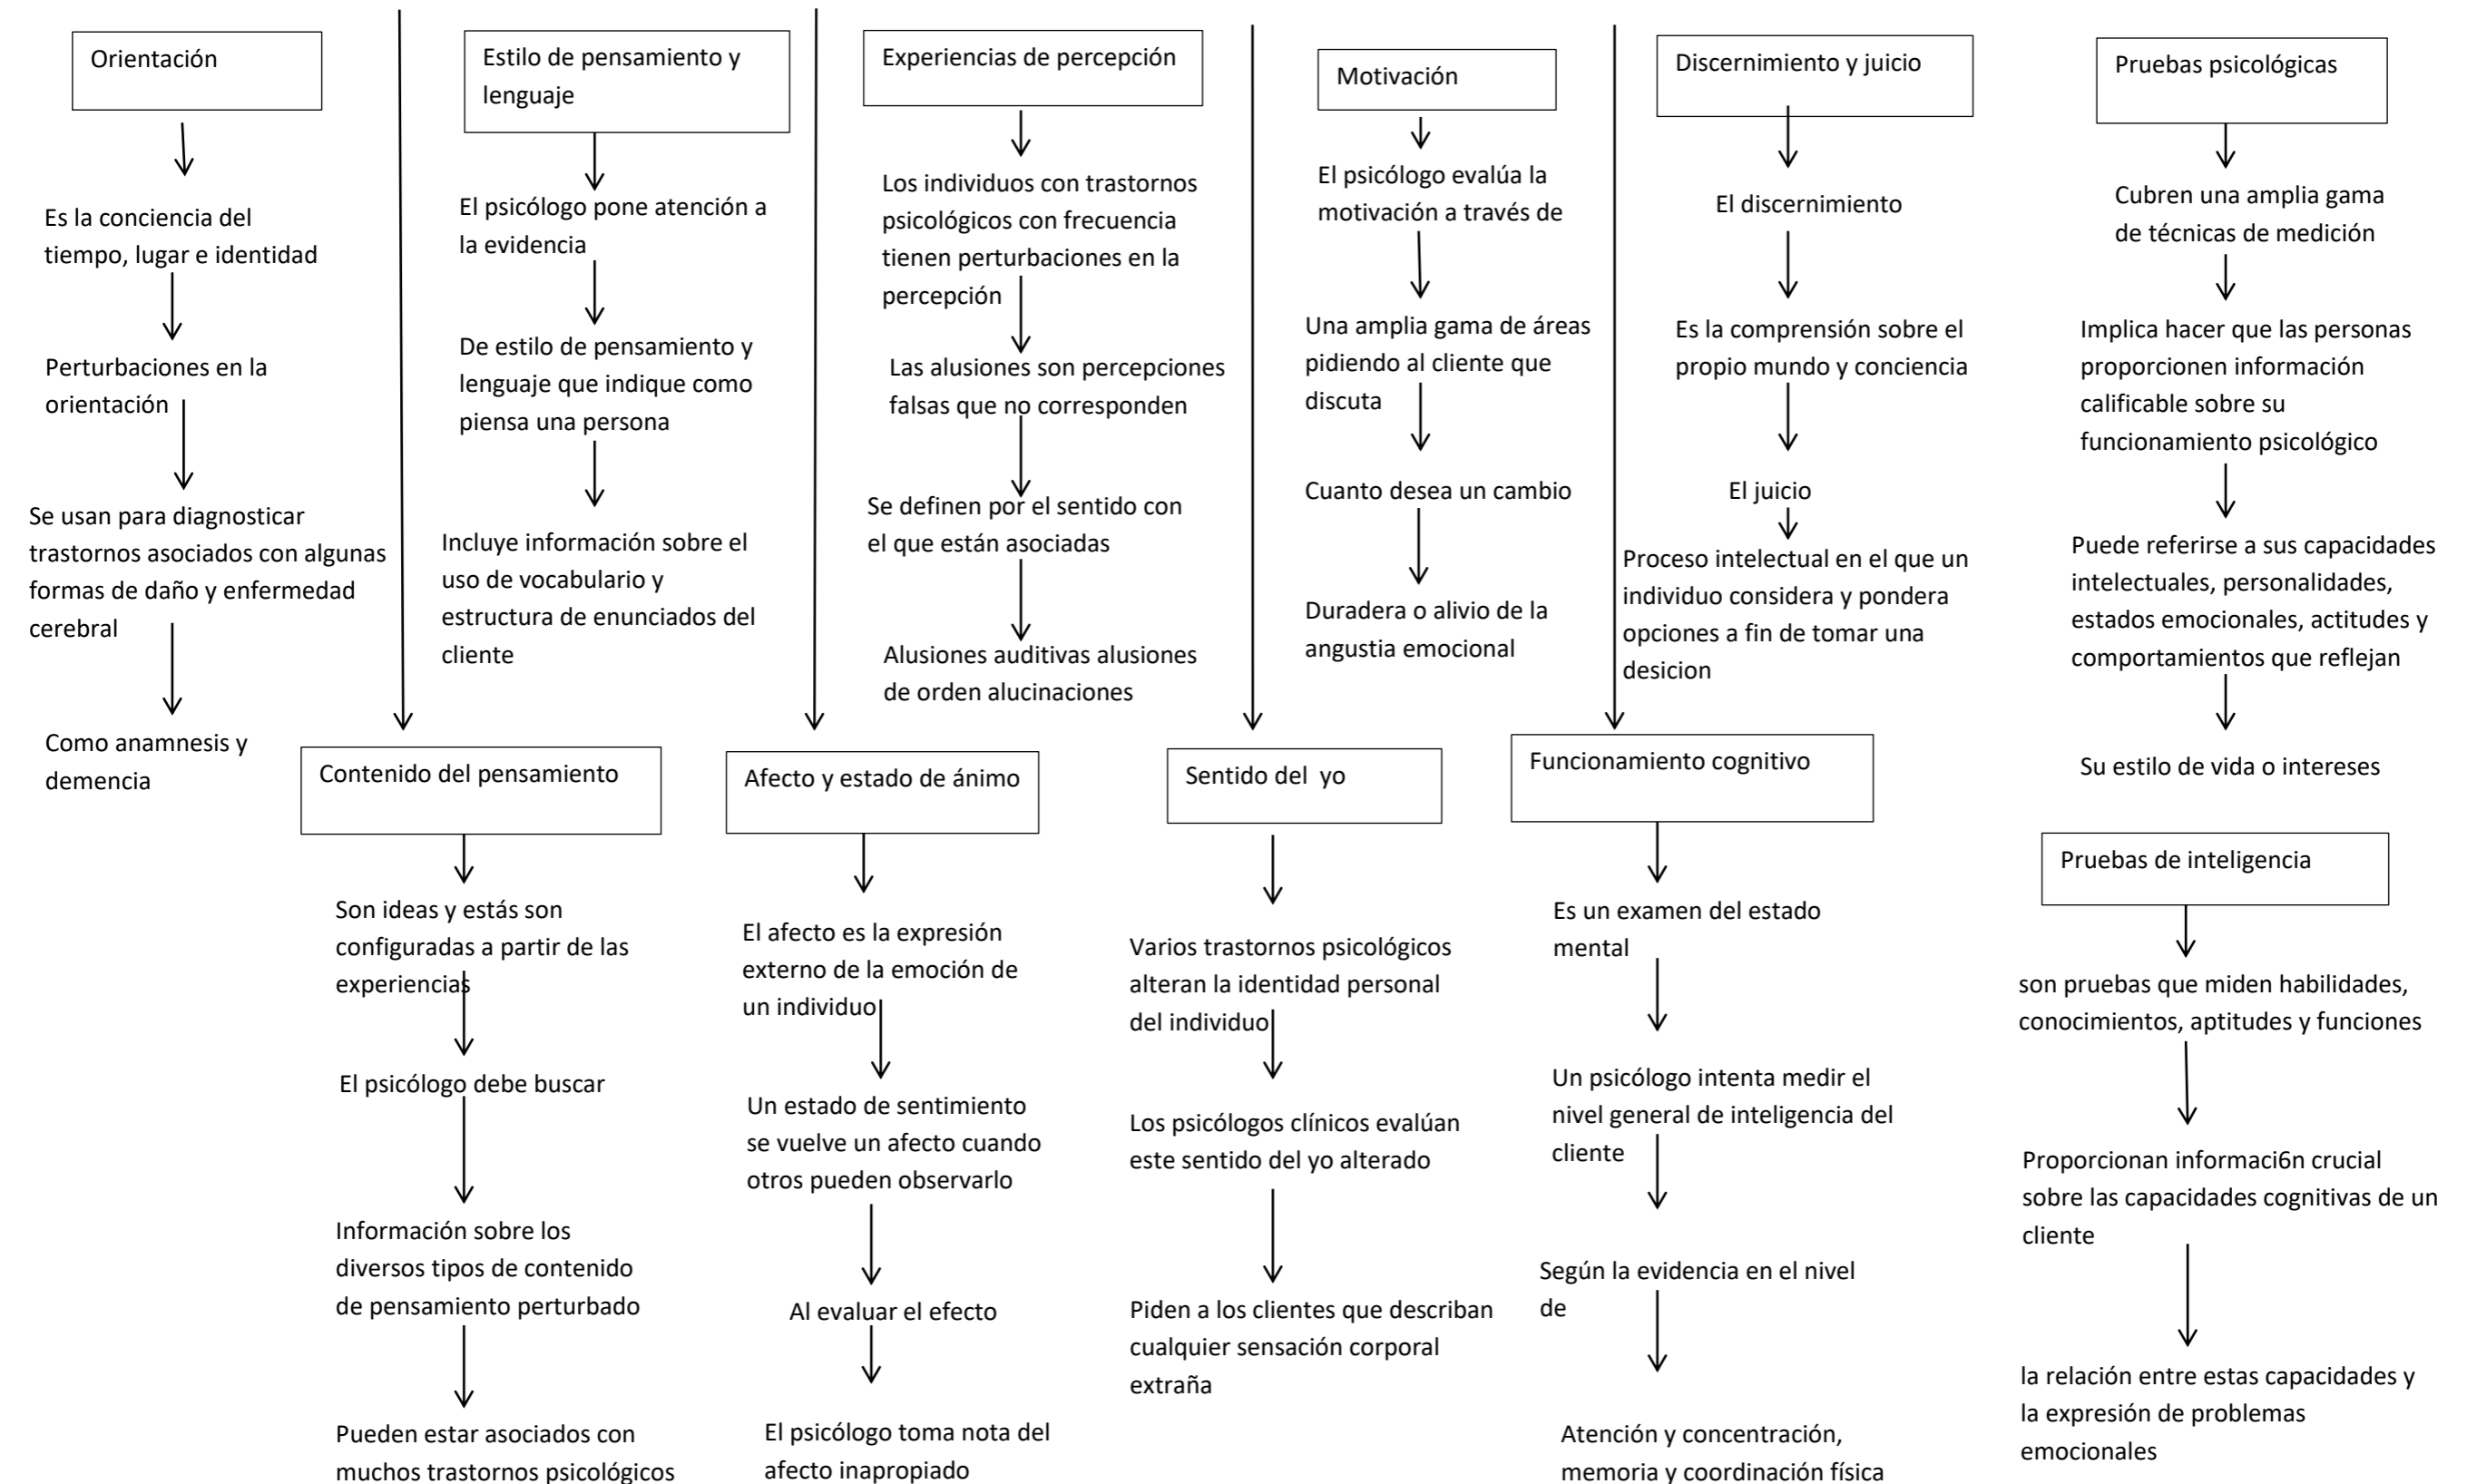 Orientación
Es la conciencia del
tiempo, lugar e identidad
Perturbaciones en la
orientación
Se usan para diagnosticar
trastornos asociados con algunas
formas de daño y enfermedad
cerebral
Como anamnesis y
demencia
Contenido del pensamiento
Son ideas y estás son
configuradas a partir de las
experiencias
El psicólogo debe buscar
Información sobre los
diversos tipos de contenido
de pensamiento perturbado
Pueden estar asociados con
muchos trastornos psicológicos
Estilo de pensamiento y
lenguaje
El psicólogo pone atención a
la evidencia
De estilo de pensamiento y
lenguaje que indique como
piensa una persona
Incluye información sobre el
uso de vocabulario y
estructura de enunciados del
cliente
Afecto y estado de ánimo
El afecto es la expresión
externo de la emoción de
un individuo
Un estado de sentimiento
se vuelve un afecto cuando
otros pueden observarlo
Al evaluar el efecto
El psicólogo toma nota del
afecto inapropiado
Experiencias de percepción
Los individuos con trastornos
psicológicos con frecuencia
tienen perturbaciones en la
percepción
Las alusiones son percepciones
falsas que no corresponden
Se definen por el sentido con
el que están asociadas
Alusiones auditivas alusiones
de orden alucinaciones
Sentido del  yo
Varios trastornos psicológicos
alteran la identidad personal
del individuo
Los psicólogos clínicos evalúan
este sentido del yo alterado
Piden a los clientes que describan
cualquier sensación corporal
extraña
Motivación
El psicólogo evalúa la
motivación a través de
Una amplia gama de áreas
pidiendo al cliente que
discuta
Cuanto desea un cambio
Duradera o alivio de la
angustia emocional
Funcionamiento cognitivo
Es un examen del estado
mental
Un psicólogo intenta medir el
nivel general de inteligencia del
cliente
Según la evidencia en el nivel
de
Atención y concentración,
memoria y coordinación física
Discernimiento y juicio
El discernimiento
Es la comprensión sobre el
propio mundo y conciencia
El juicio
Proceso intelectual en el que un
individuo considera y pondera
opciones a fin de tomar una
desicion
Pruebas psicológicas
Cubren una amplia gama
de técnicas de medición
Implica hacer que las personas
proporcionen información
calificable sobre su
funcionamiento psicológico
Puede referirse a sus capacidades
intelectuales, personalidades,
estados emocionales, actitudes y
comportamientos que reflejan
Su estilo de vida o intereses
Pruebas de inteligencia
son pruebas que miden habilidades,
conocimientos, aptitudes y funciones
Proporcionan informaci6n crucial
sobre las capacidades cognitivas de un
cliente
la relación entre estas capacidades y
la expresión de problemas
emocionales